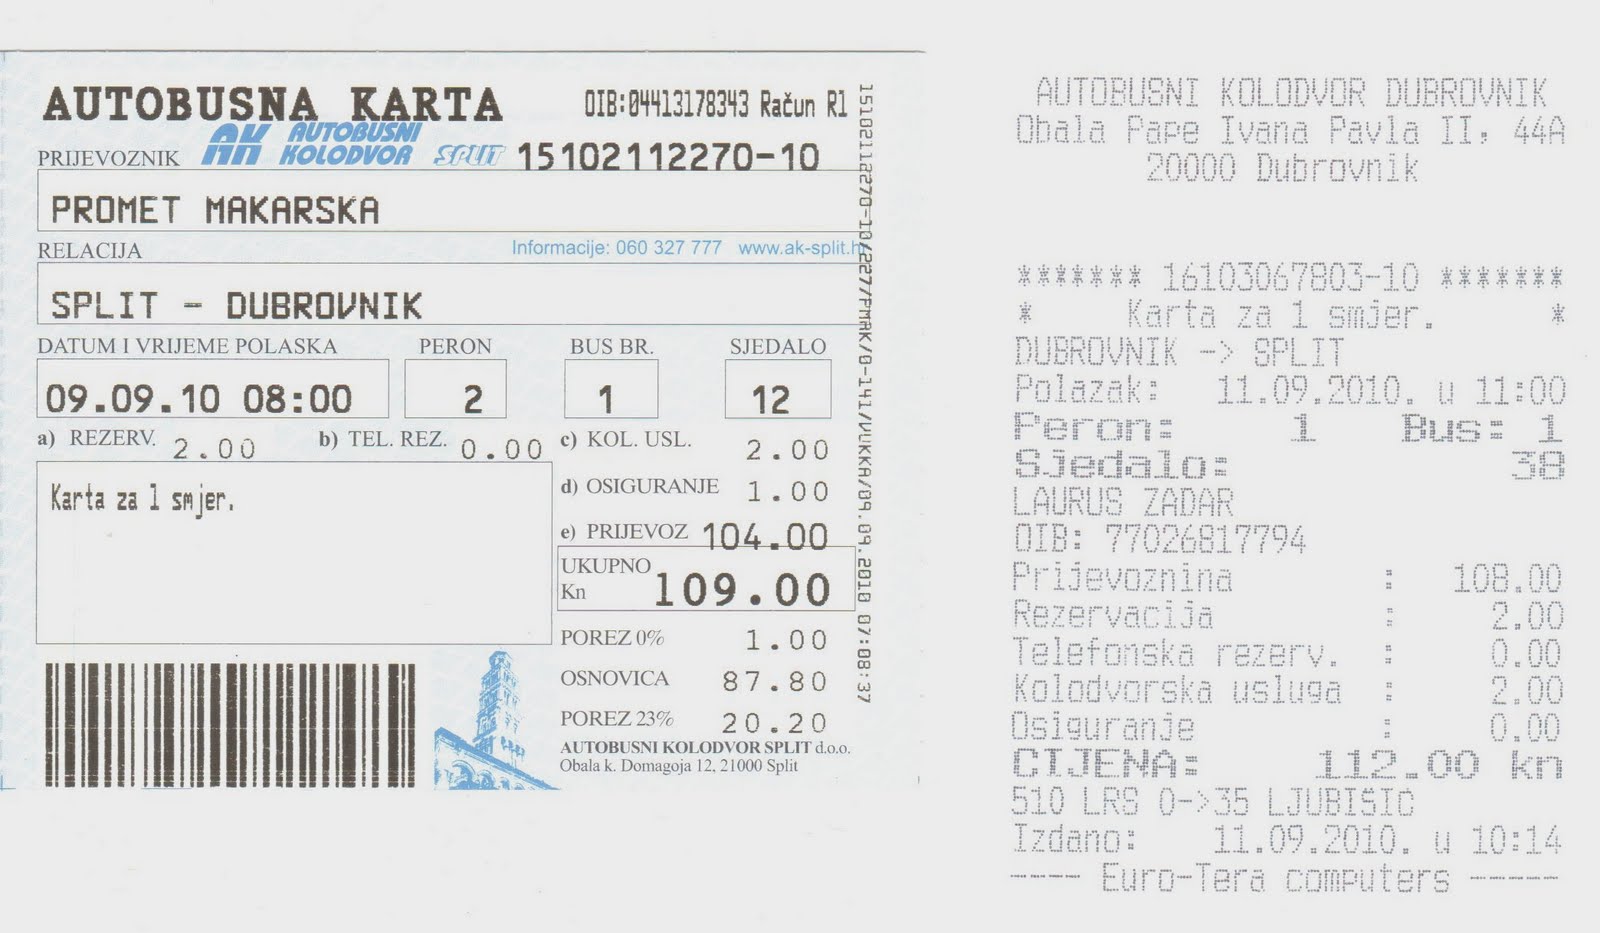 AUTOBUSNA KARTA
OIB:04413178343 Račun R1
PRIJEVOZNIK
AK AUTOBUSNI KOLODVOR SPLIT
15102112270-10
PROMET MAKARSKA
RELACIJA
Informacije: 060 327 777 www.ak-split.hr
SPLIT - DUBROVNIK
DATUM I VRIJEME POLASKA PERON BUS BR. SJEDALO
09.09.10 08:00 2 1 12
a) REZERV. 2.00 b) TEL. REZ. 0.00 c) KOL. USL. 2.00
Karta za 1 smjer.
d) OSIGURANJE 1.00
e) PRIJEVOZ 104.00
UKUPNO
Kn 109.00
POREZ 0% 1.00
OSNOVICA 87.80
POREZ 23% 20.20
AUTOBUSNI KOLODVOR SPLIT d.o.o.
Obala k. Domagoja 12, 21000 Split
15102112270-10/227/PMAK/0-141/VUKKA/09.09.2010 07:08:37
AUTOBUSNI KOLODVOR DUBROVNIK
Obala Pape Ivana Pavla II, 44A
20000 Dubrovnik
******* 16103067803-10 *******
* Karta za 1 smjer. *
DUBROVNIK -> SPLIT
Polazak: 11.09.2010. u 11:00
Peron: 1 Bus: 1
Sjedalo: 38
LAURUS ZADAR
OIB: 77026817794
Prijevoznina : 108.00
Rezervacija : 2.00
Telefonska rezerv. : 0.00
Kolodvorska usluga : 2.00
Osiguranje : 0.00
CIJENA: 112.00 kn
510 LRS 0->35 LJUBIŠIĆ
Izdano: 11.09.2010. u 10:14
---- Euro-Tera computers -----